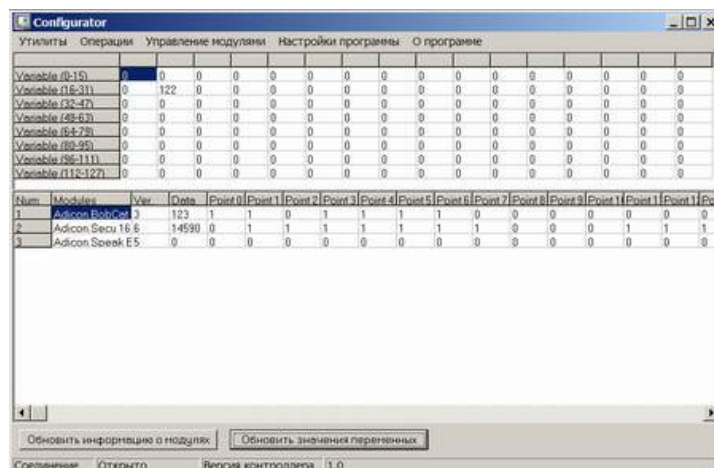 Configurator
Утилиты Операции Управление модулями Настройки программы О программе
Variable (0-15) 0 0 0 0 0 0 0 0 0 0 0 0 0 0 0
Variable (16-31) 0 122 0 0 0 0 0 0 0 0 0 0 0 0 0
Variable (32-47) 0 0 0 0 0 0 0 0 0 0 0 0 0 0 0
Variable (48-63) 0 0 0 0 0 0 0 0 0 0 0 0 0 0 0
Variable (64-79) 0 0 0 0 0 0 0 0 0 0 0 0 0 0 0
Variable (80-95) 0 0 0 0 0 0 0 0 0 0 0 0 0 0 0
Variable (96-111) 0 0 0 0 0 0 0 0 0 0 0 0 0 0 0
Variable (112-127) 0 0 0 0 0 0 0 0 0 0 0 0 0 0 0
Num Modules Ver. Data Point 0 Point 1 Point 2 Point 3 Point 4 Point 5 Point 6 Point 7 Point 8 Point 9 Point 1 Point 1 Point 1 Po
1 Adicon BobCat 3 123 1 1 0 1 1 1 1 0 0 0 0 0 0 0
2 Adicon Secu 16 6 14590 0 1 1 1 1 1 1 1 0 0 0 1 1 1
3 Adicon Speak E 5 0 0 0 0 0 0 0 0 0 0 0 0 0 0 0
Обновить информацию о модулях Обновить значения переменных
Соединение Открыто Версия контроллера 1.0